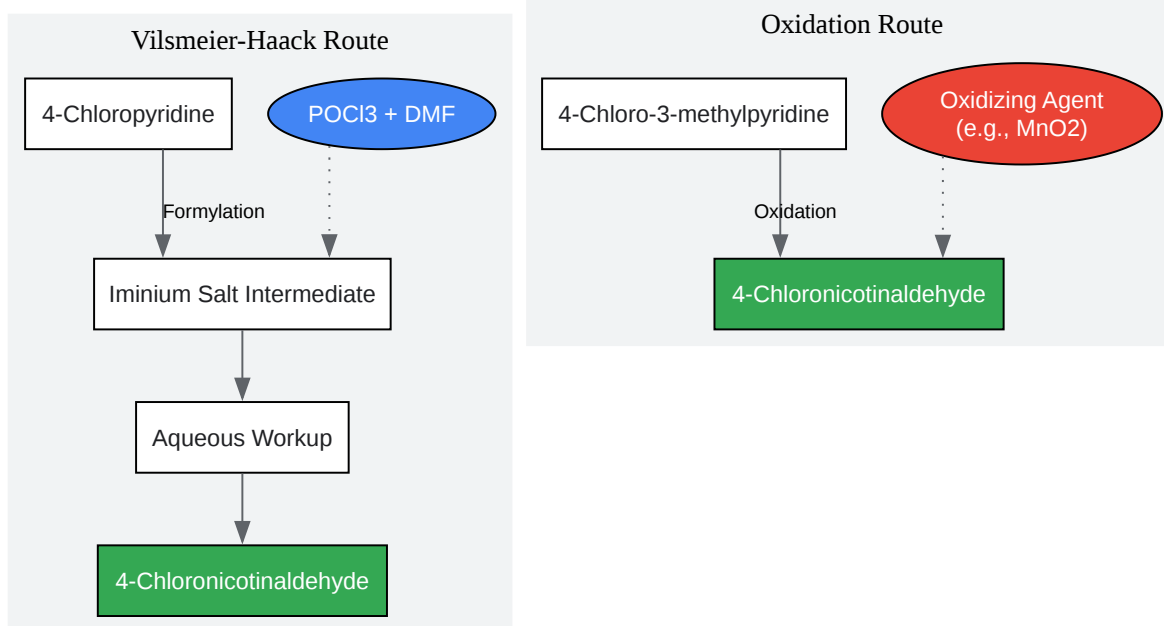 Vilsmeier-Haack Route
4-Chloropyridine
POCl3 + DMF
Formylation
Iminium Salt Intermediate
Aqueous Workup
4-Chloronicotinaldehyde
Oxidation Route
4-Chloro-3-methylpyridine
Oxidizing Agent
(e.g., MnO2)
Oxidation
4-Chloronicotinaldehyde